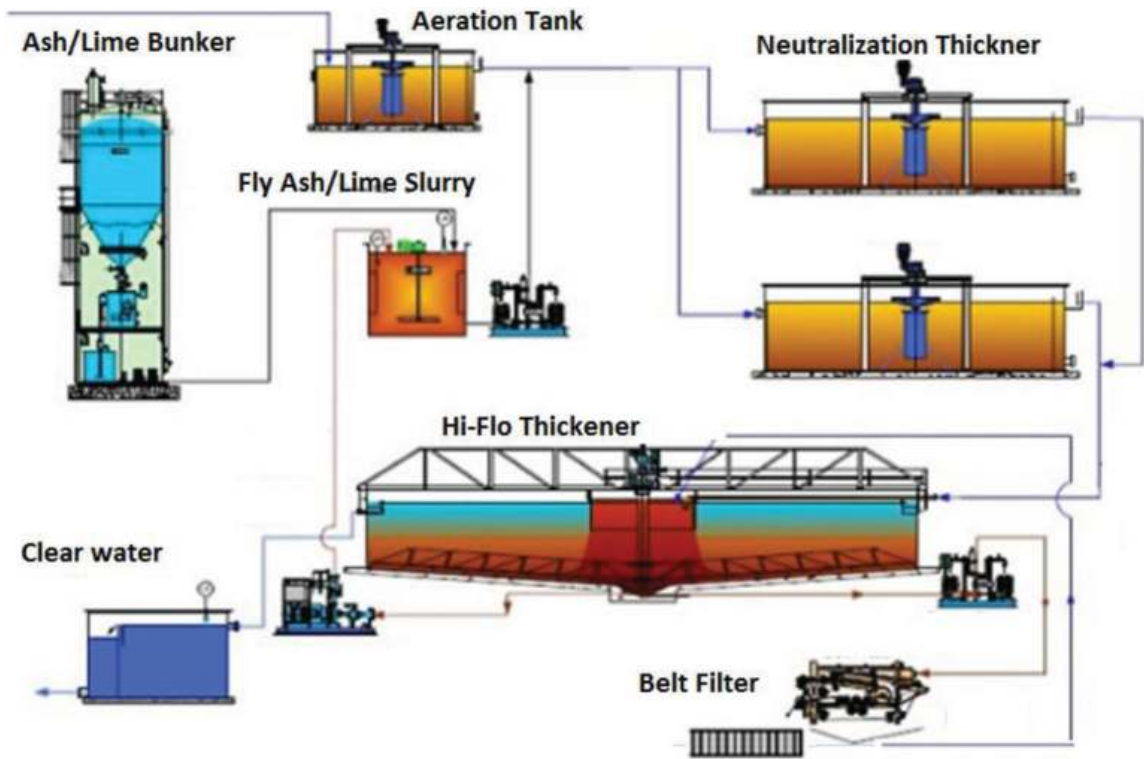 Aeration Tank
Ash/Lime Bunker
Neutralization Thickner
Fly Ash/Lime Slurry
Hi-Flo Thickener
Clear water
Belt Filter